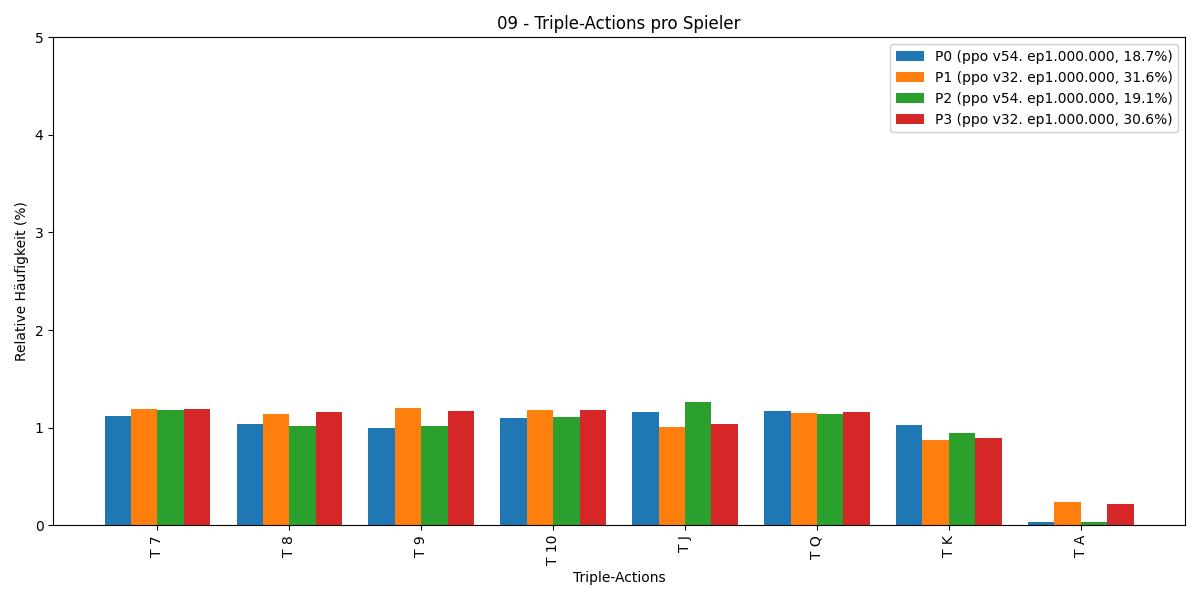 09 - Triple-Actions pro Spieler
P0 (ppo v54. ep1.000.000, 18.7%)
P1 (ppo v32. ep1.000.000, 31.6%)
P2 (ppo v54. ep1.000.000, 19.1%)
P3 (ppo v32. ep1.000.000, 30.6%)
Relative Häufigkeit (%)
5
4
3
2
1
0
T 7
T 8
T 9
T 10
T J
T Q
T K
T A
Triple-Actions